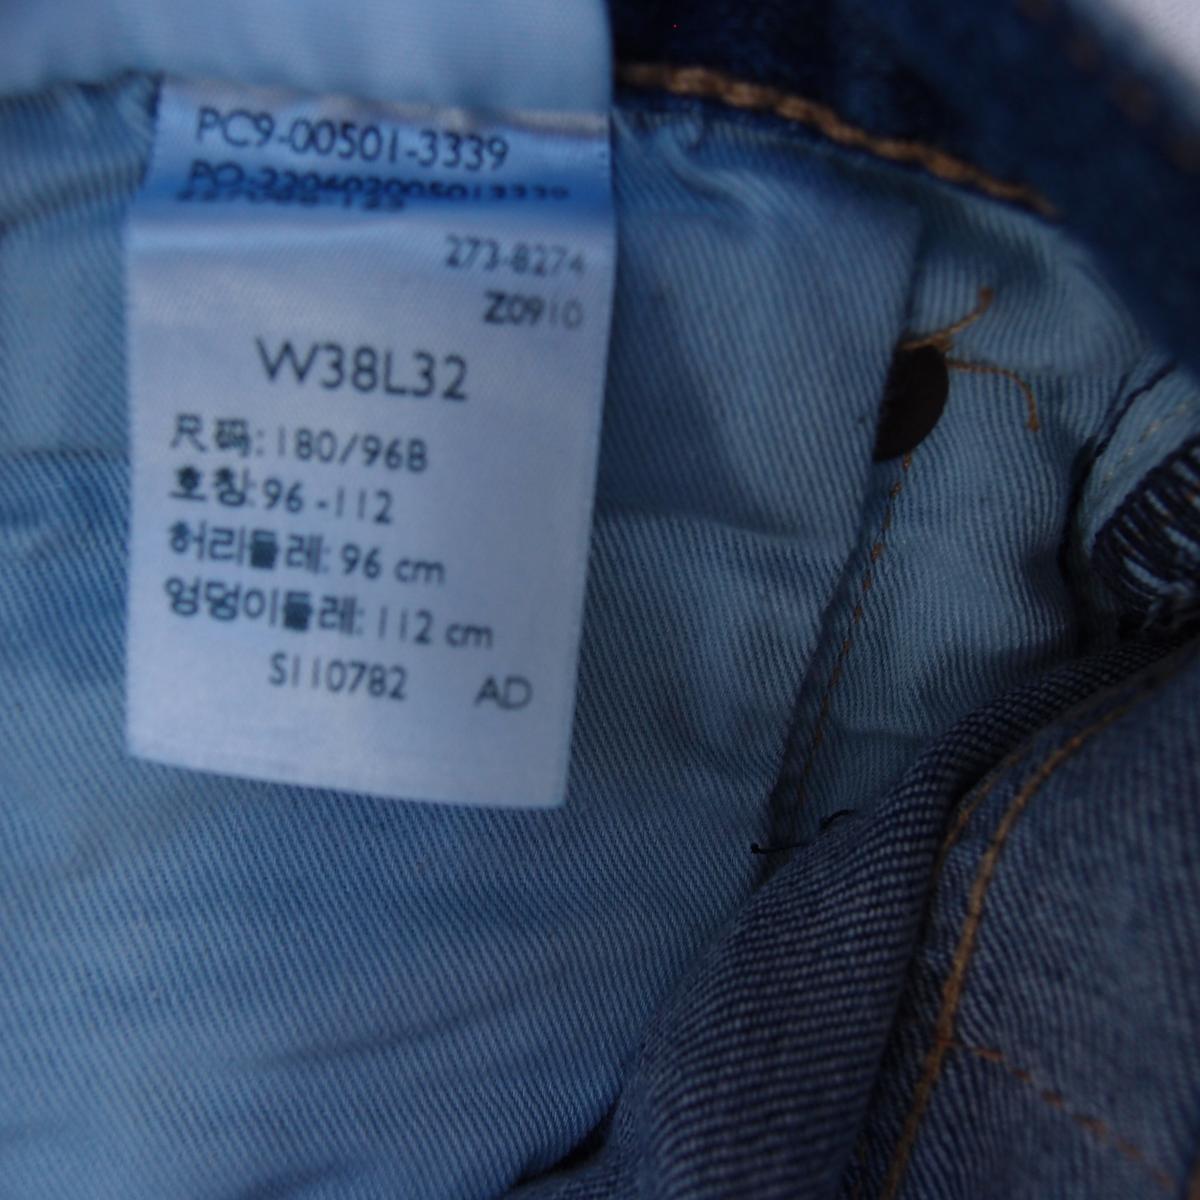 PC9-00501-3339
273-8274
Z0910
W38L32
尺码: 180/96B
호칭: 96 -112
허리둘레: 96 cm
엉덩이둘레: 112 cm
S110782 AD